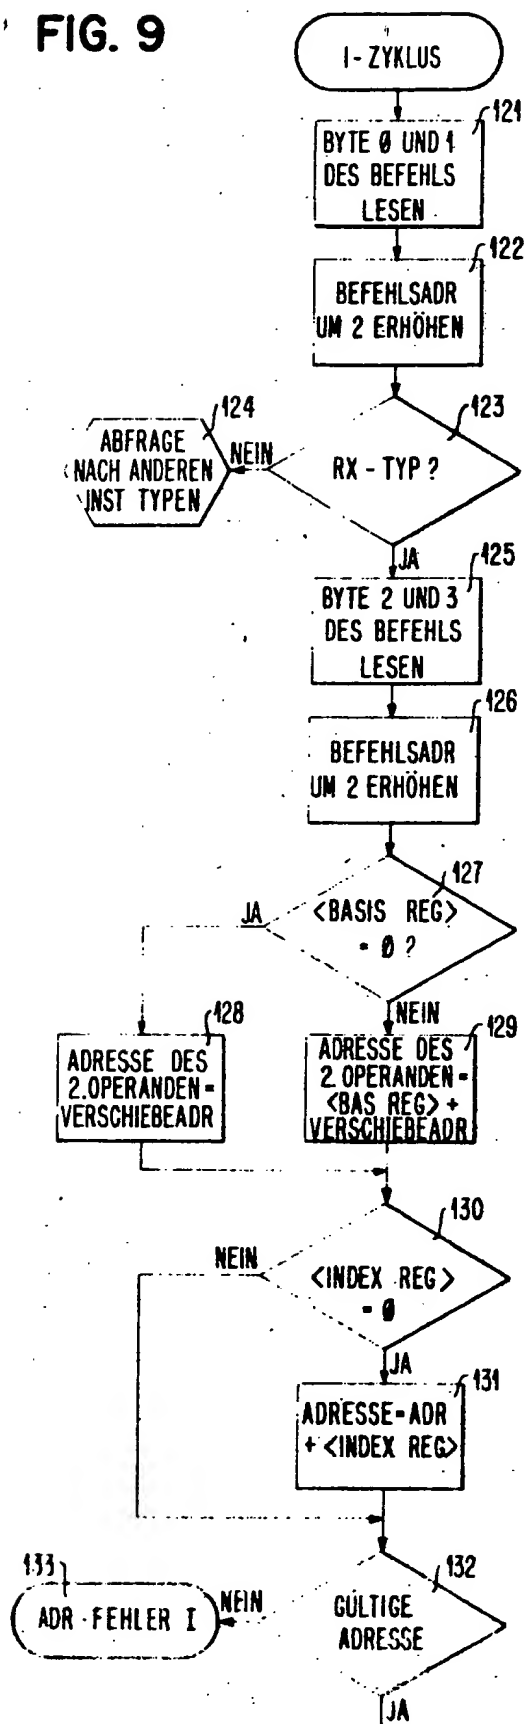 FIG. 9
I-ZYKLUS
121
BYTE 0 UND 1
DES BEFEHLS
LESEN
122
BEFEHLSADR
UM 2 ERHÖHEN
123
RX-TYP?
124
ABFRAGE
NACH ANDEREN
INST TYPEN
NEIN
JA
125
BYTE 2 UND 3
DES BEFEHLS
LESEN
126
BEFEHLSADR
UM 2 ERHÖHEN
127
<BASIS REG>
= 0 ?
JA
NEIN
128
ADRESSE DES
2.OPERANDEN=
VERSCHIEBEADR
129
ADRESSE DES
2.OPERANDEN=
<BAS REG> +
VERSCHIEBEADR
130
<INDEX REG>
= 0
NEIN
JA
131
ADRESSE=ADR
+ <INDEX REG>
132
GÜLTIGE
ADRESSE
133
ADR-FEHLER I
NEIN
JA